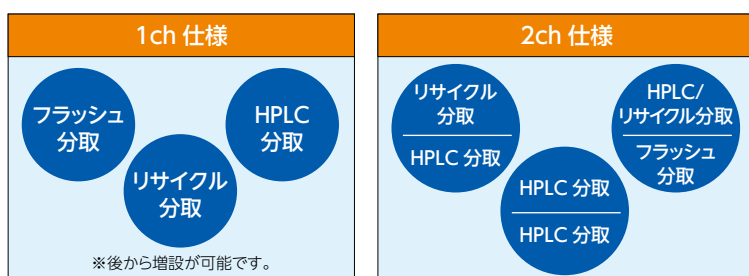 1ch 仕様
フラッシュ
分取
HPLC
分取
リサイクル
分取
※後から増設が可能です。
2ch 仕様
リサイクル
分取
HPLC 分取
HPLC/
リサイクル分取
フラッシュ
分取
HPLC 分取
HPLC 分取